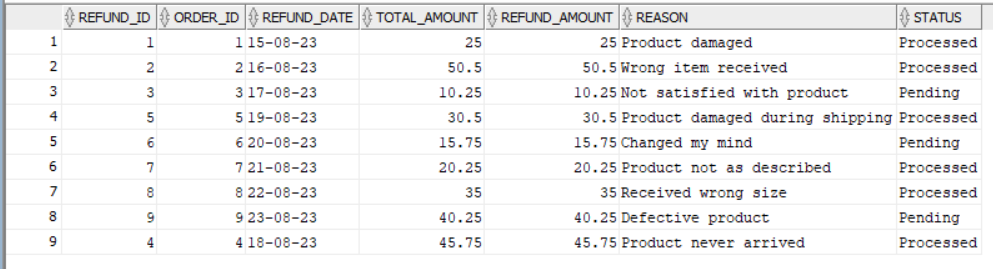 REFUND_ID ORDER_ID REFUND_DATE TOTAL_AMOUNT REFUND_AMOUNT REASON STATUS
1 1 1 15-08-23 25 25 Product damaged Processed
2 2 2 16-08-23 50.5 50.5 Wrong item received Processed
3 3 3 17-08-23 10.25 10.25 Not satisfied with product Pending
4 5 5 19-08-23 30.5 30.5 Product damaged during shipping Processed
5 6 6 20-08-23 15.75 15.75 Changed my mind Pending
6 7 7 21-08-23 20.25 20.25 Product not as described Processed
7 8 8 22-08-23 35 35 Received wrong size Processed
8 9 9 23-08-23 40.25 40.25 Defective product Pending
9 4 4 18-08-23 45.75 45.75 Product never arrived Processed